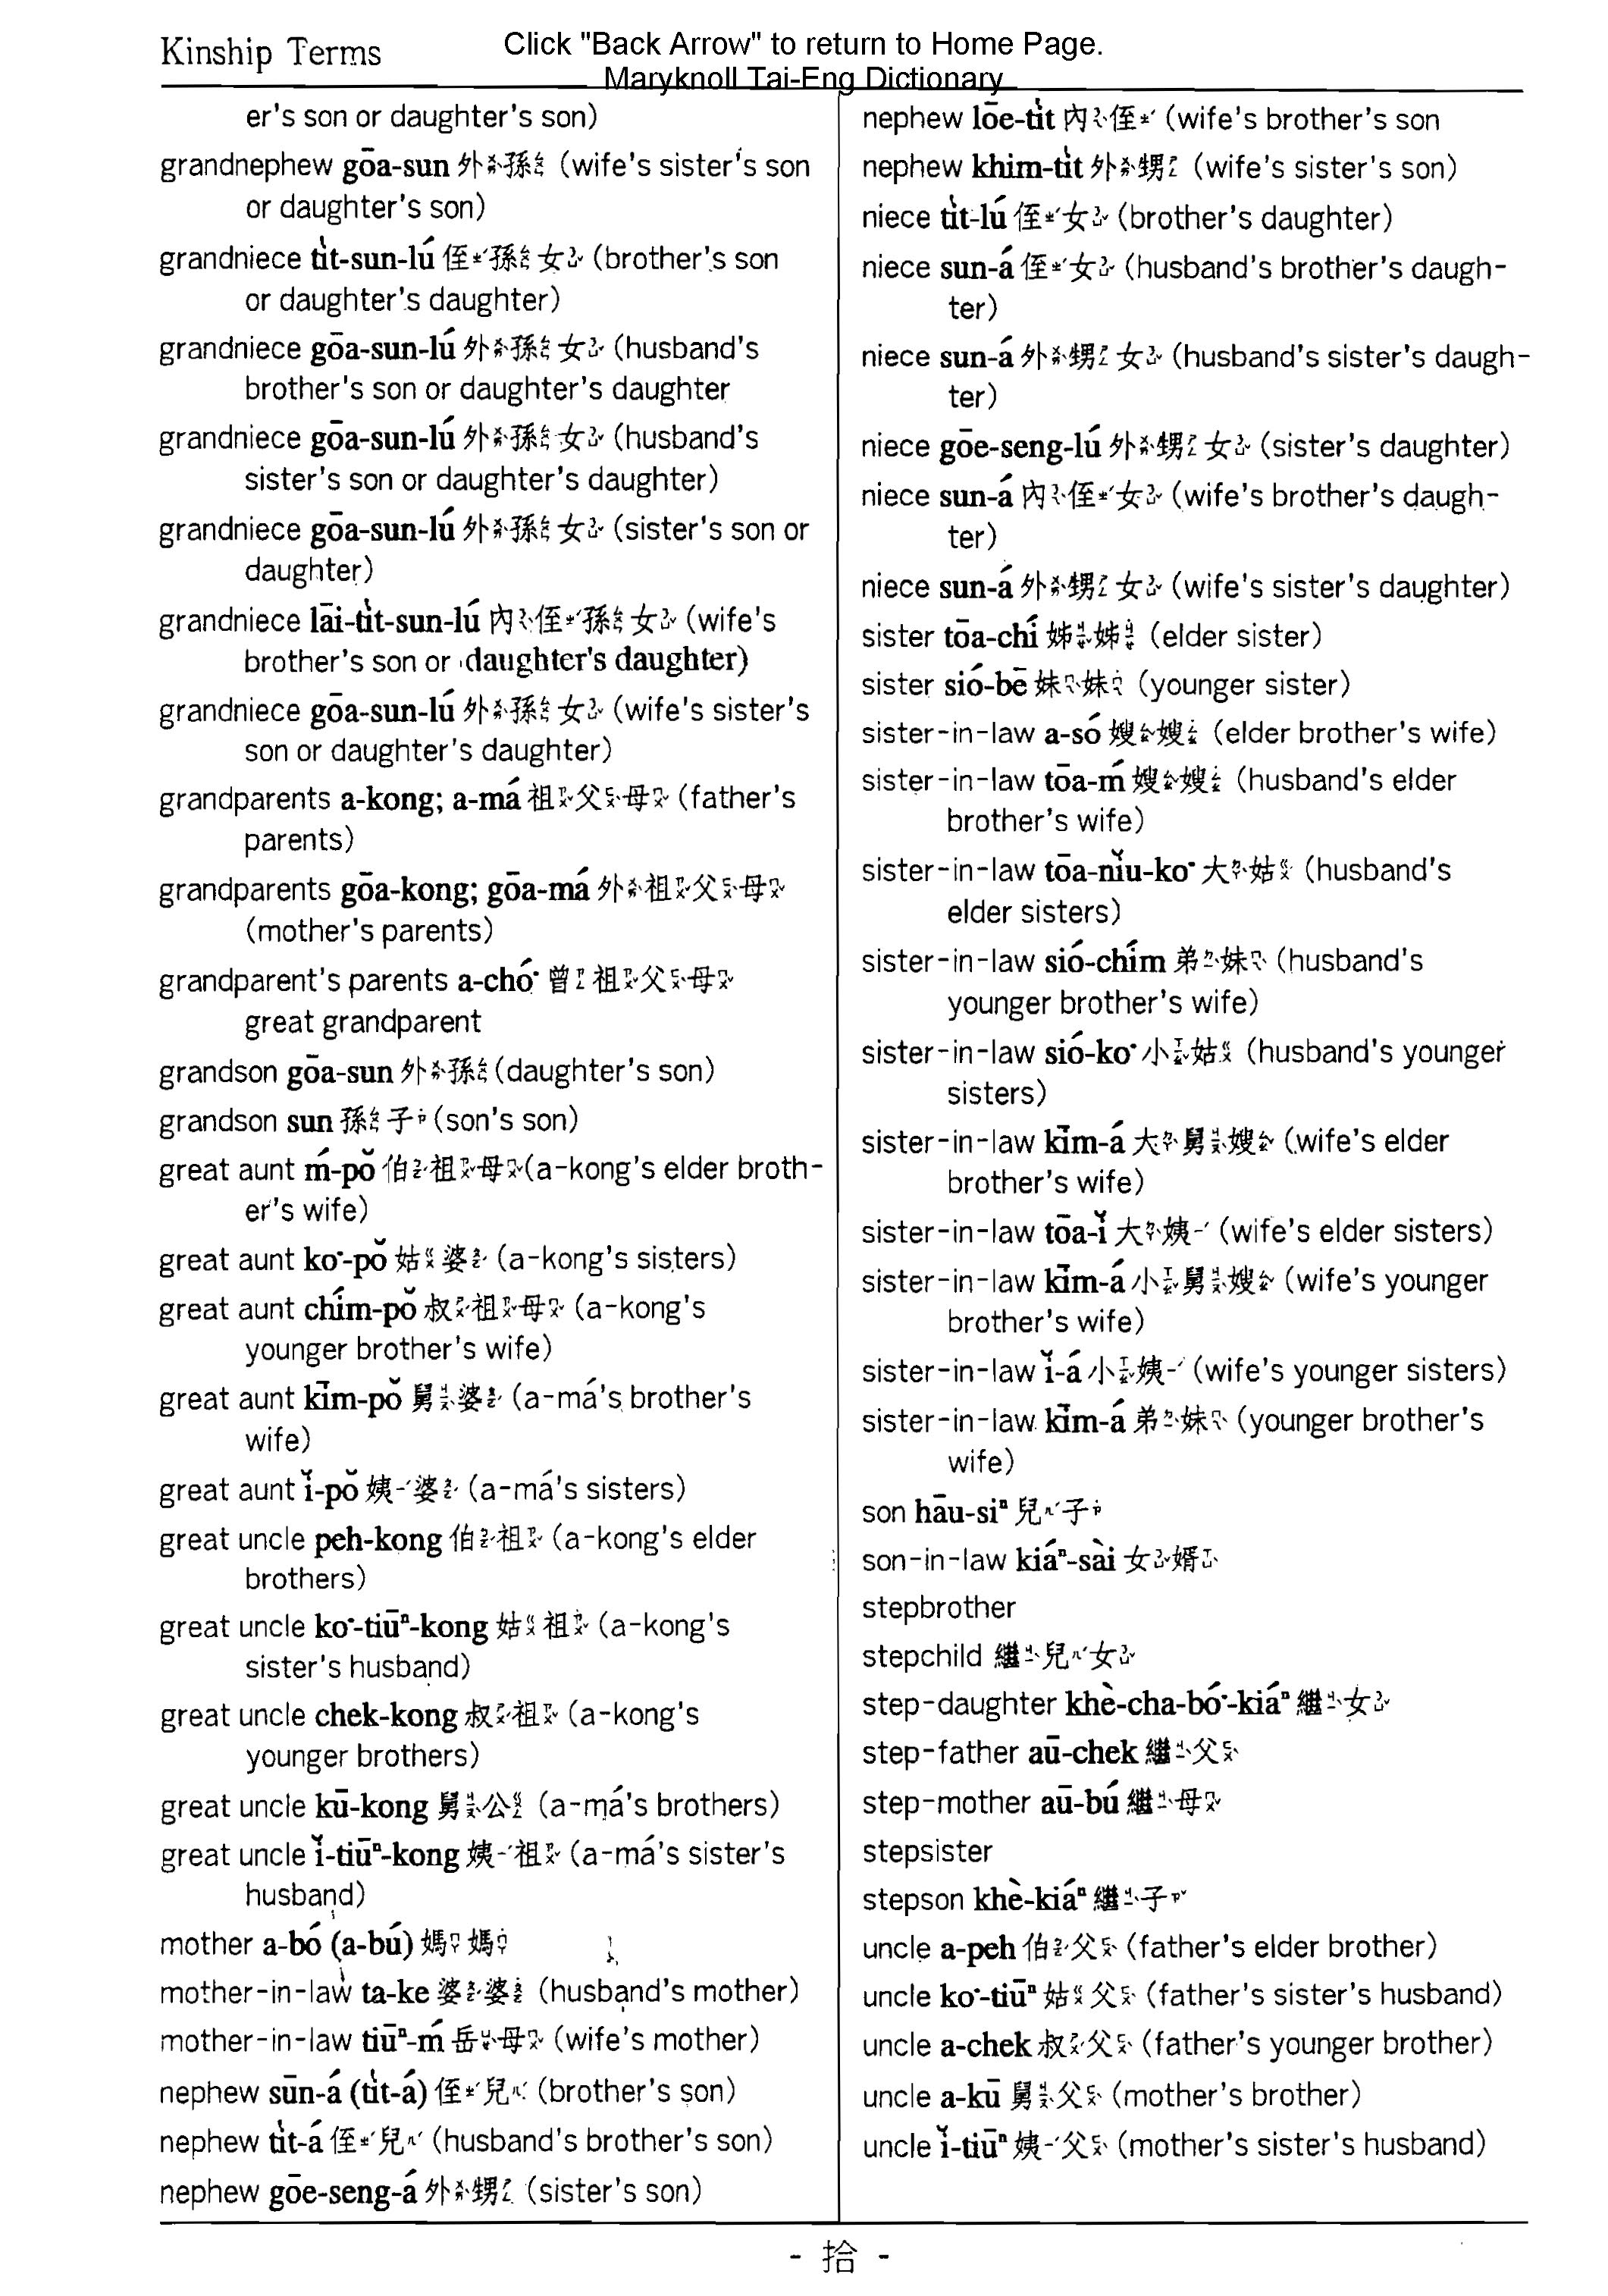 Kinship Terms
Click "Back Arrow" to return to Home Page.
Maryknoll Tai-Eng Dictionary
er's son or daughter's son)
grandnephew gōa-sun 外孫 (wife's sister's son
or daughter's son)
grandniece ti̍t-sun-lú 侄孫女 (brother's son
or daughter's daughter)
grandniece gōa-sun-lú 外孫女 (husband's
brother's son or daughter's daughter
grandniece gōa-sun-lú 外孫女 (husband's
sister's son or daughter's daughter)
grandniece gōa-sun-lú 外孫女 (sister's son or
daughter)
grandniece lāi-ti̍t-sun-lú 內侄孫女 (wife's
brother's son or daughter's daughter)
grandniece gōa-sun-lú 外孫女 (wife's sister's
son or daughter's daughter)
grandparents a-kong; a-má 祖父母 (father's
parents)
grandparents gōa-kong; gōa-má 外祖父母
(mother's parents)
grandparent's parents a-chó͘ 曾祖父母
great grandparent
grandson gōa-sun 外孫 (daughter's son)
grandson sun 孫子 (son's son)
great aunt ḿ-pŏ 伯祖母 (a-kong's elder broth-
er's wife)
great aunt ko͘-pŏ 姑婆 (a-kong's sisters)
great aunt chím-pŏ 叔祖母 (a-kong's
younger brother's wife)
great aunt kīm-pŏ 舅婆 (a-má's brother's
wife)
great aunt ĭ-pŏ 姨婆 (a-má's sisters)
great uncle peh-kong 伯祖 (a-kong's elder
brothers)
great uncle ko͘-tiūⁿ-kong 姑祖 (a-kong's
sister's husband)
great uncle chek-kong 叔祖 (a-kong's
younger brothers)
great uncle kū-kong 舅公 (a-má's brothers)
great uncle ĭ-tiūⁿ-kong 姨祖 (a-má's sister's
husband)
mother a-bó (a-bú) 媽媽
mother-in-law ta-ke 婆婆 (husband's mother)
mother-in-law tiūⁿ-ḿ 岳母 (wife's mother)
nephew sūn-á (ti̍t-á) 侄兒 (brother's son)
nephew ti̍t-á 侄兒 (husband's brother's son)
nephew gōe-seng-á 外甥 (sister's son)
nephew lōe-ti̍t 內侄 (wife's brother's son
nephew khim-ti̍t 外甥 (wife's sister's son)
niece ti̍t-lú 侄女 (brother's daughter)
niece sun-á 侄女 (husband's brother's daugh-
ter)
niece sun-á 外甥女 (husband's sister's daugh-
ter)
niece gōe-seng-lú 外甥女 (sister's daughter)
niece sun-á 內侄女 (wife's brother's daugh-
ter)
niece sun-á 外甥女 (wife's sister's daughter)
sister tōa-chí 姊姊 (elder sister)
sister sió-bē 妹妹 (younger sister)
sister-in-law a-só 嫂嫂 (elder brother's wife)
sister-in-law tōa-ḿ 嫂嫂 (husband's elder
brother's wife)
sister-in-law tōa-nĭu-ko͘ 大姑 (husband's
elder sisters)
sister-in-law sió-chím 弟妹 (husband's
younger brother's wife)
sister-in-law sió-ko͘ 小姑 (husband's younger
sisters)
sister-in-law kīm-á 大舅嫂 (wife's elder
brother's wife)
sister-in-law tōa-ĭ 大姨 (wife's elder sisters)
sister-in-law kīm-á 小舅嫂 (wife's younger
brother's wife)
sister-in-law ĭ-á 小姨 (wife's younger sisters)
sister-in-law kīm-á 弟妹 (younger brother's
wife)
son hāu-siⁿ 兒子
son-in-law kiáⁿ-sài 女婿
stepbrother
stepchild 繼兒女
step-daughter khè-cha-bó͘-kiáⁿ 繼女
step-father aū-chek 繼父
step-mother aū-bú 繼母
stepsister
stepson khè-kiáⁿ 繼子
uncle a-peh 伯父 (father's elder brother)
uncle ko͘-tiūⁿ 姑父 (father's sister's husband)
uncle a-chek 叔父 (father's younger brother)
uncle a-kū 舅父 (mother's brother)
uncle ĭ-tiūⁿ 姨父 (mother's sister's husband)
- 拾 -